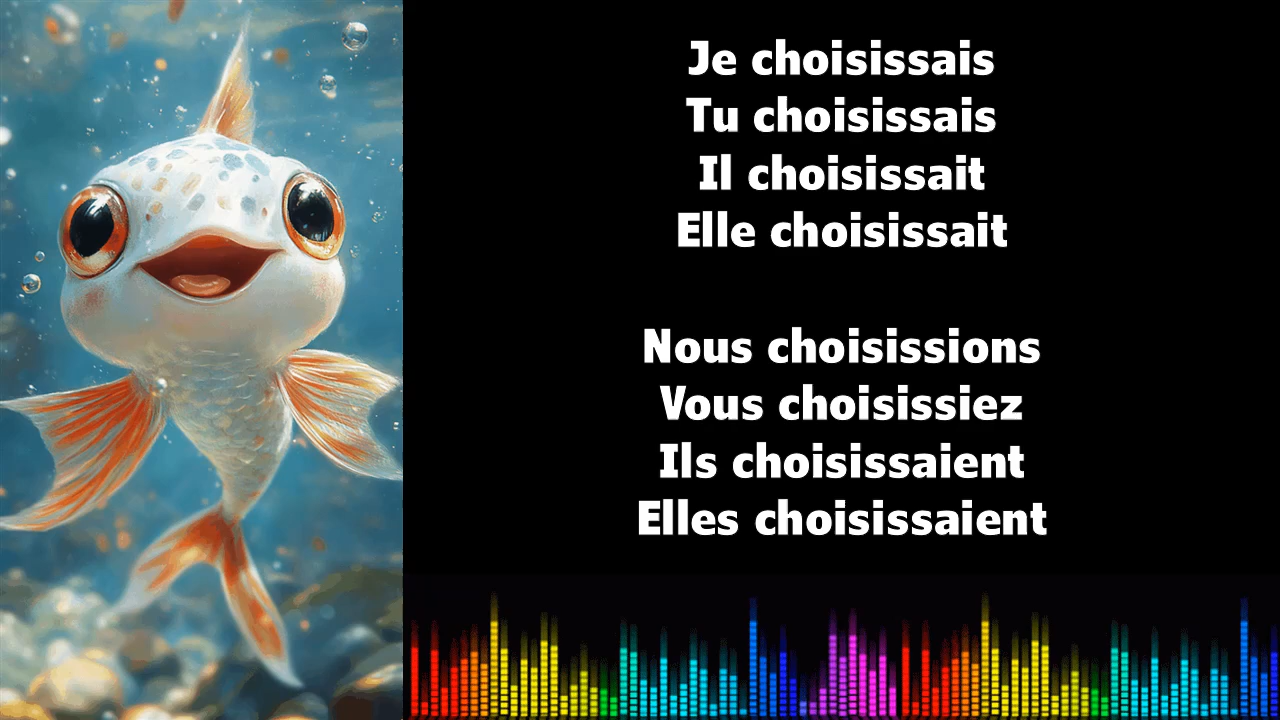 Je choisissais
Tu choisissais
Il choisissait
Elle choisissait
Nous choisissions
Vous choisissiez
Ils choisissaient
Elles choisissaient